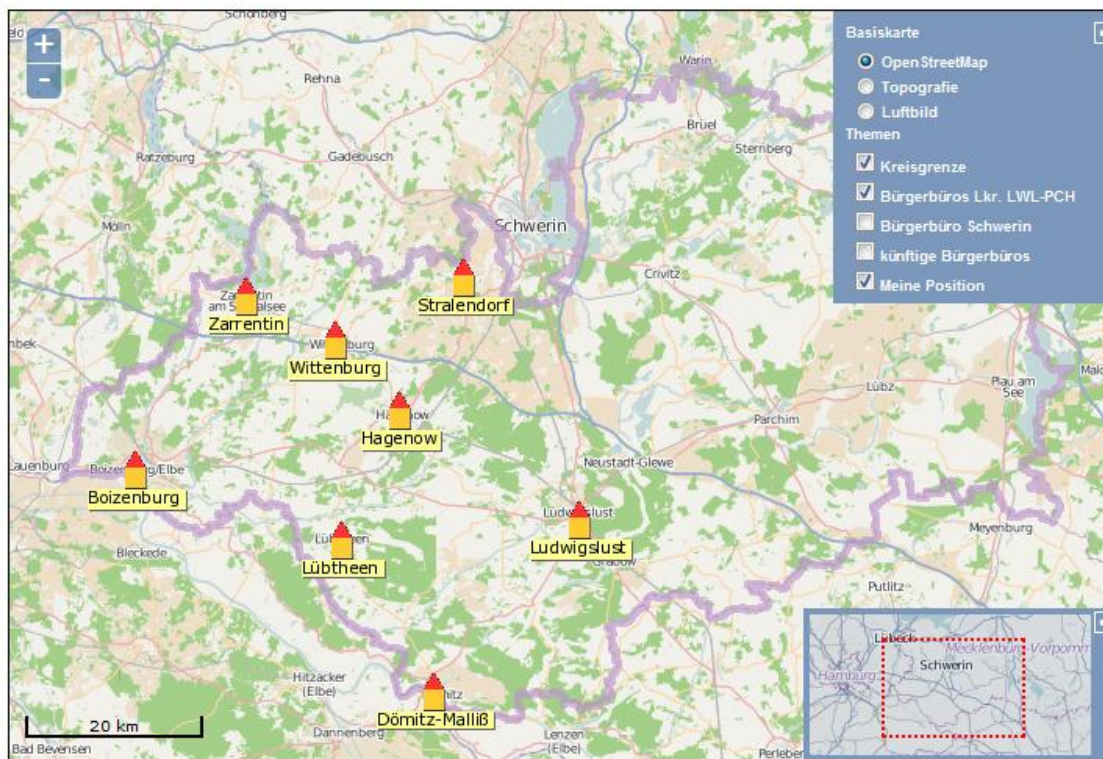 Schönberg
Rehna
Ratzeburg
Gadebusch
Mölln
Warin
Brüel
Sternberg
Schwerin
Crivitz
Zarrentin
Stralendorf
Wittenburg
Hagenow
Lauenburg
Boizenburg
Parchim
Lübz
Plau am
See
Neustadt-Glewe
Ludwigslust
Ludwigslust
Grabow
Meyenburg
Putlitz
Bleckede
Lübtheen
Hitzacker
(Elbe)
Dömitz-Malliß
Dannenberg
Lenzen
(Elbe)
Bad Bevensen
20 km
+
-
Basiskarte
OpenStreetMap
Topografie
Luftbild
Themen
Kreisgrenze
Bürgerbüros Lkr. LWL-PCH
Bürgerbüro Schwerin
künftige Bürgerbüros
Meine Position
Lübeck
Schwerin
Hamburg